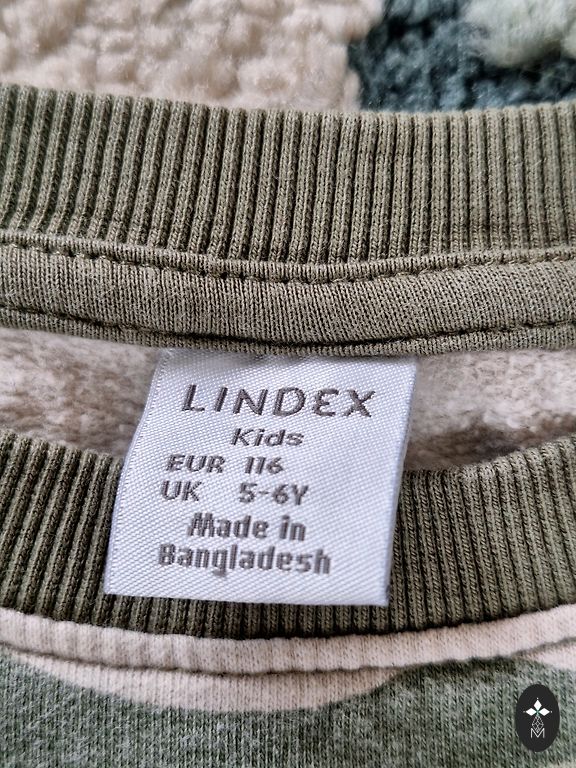 LINDEX
Kids
EUR 116
UK 5-6Y
Made in
Bangladesh
M